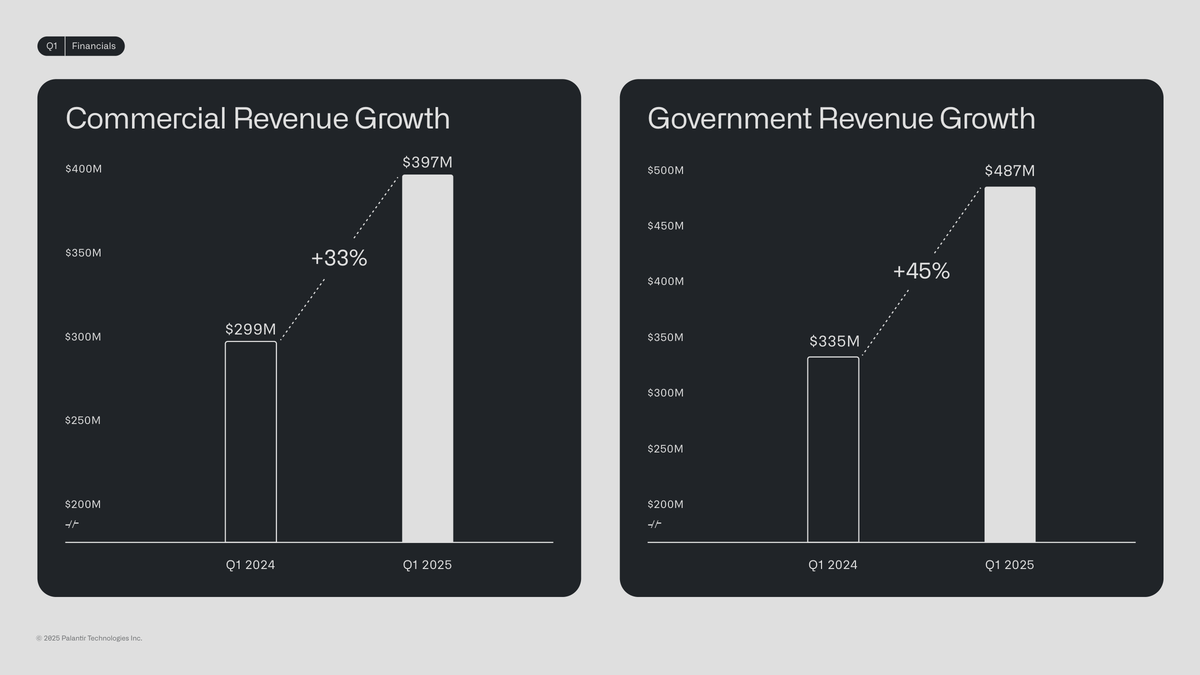 Q1 Financials
Commercial Revenue Growth
$400M
$350M
$300M
$250M
$200M
$299M
+33%
$397M
Q1 2024
Q1 2025
Government Revenue Growth
$500M
$450M
$400M
$350M
$300M
$250M
$200M
$335M
+45%
$487M
Q1 2024
Q1 2025
© 2025 Palantir Technologies Inc.